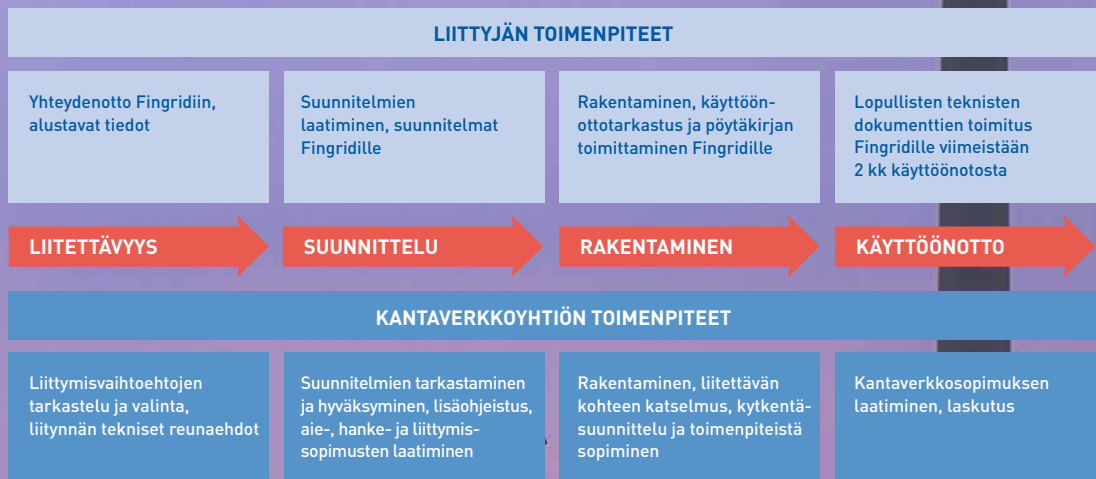 LIITTYJÄN TOIMENPITEET
Yhteydenotto Fingridiin,
alustavat tiedot
Suunnitelmien
laatiminen, suunnitelmat
Fingridille
Rakentaminen, käyttöön-
ottotarkastus ja pöytäkirjan
toimittaminen Fingridille
Lopullisten teknisten
dokumenttien toimitus
Fingridille viimeistään
2 kk käyttöönotosta
LIITETTÄVYYS
SUUNNITTELU
RAKENTAMINEN
KÄYTTÖÖNOTTO
KANTAVERKKOYHTIÖN TOIMENPITEET
Liittymisvaihtoehtojen
tarkastelu ja valinta,
liitynnän tekniset reunaehdot
Suunnitelmien tarkastaminen
ja hyväksyminen, lisäohjeistus,
aie-, hanke- ja liittymis-
sopimusten laatiminen
Rakentaminen, liitettävän
kohteen katselmus, kytkentä-
suunnittelu ja toimenpiteistä
sopiminen
Kantaverkkosopimuksen
laatiminen, laskutus